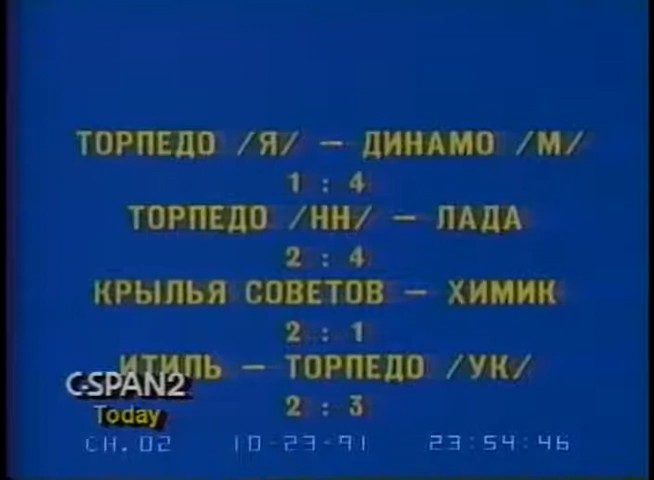 ТОРПЕДО /Я/ – ДИНАМО /М/
1 : 4
ТОРПЕДО /НН/ – ЛАДА
2 : 4
КРЫЛЬЯ СОВЕТОВ – ХИМИК
2 : 1
ИТИЛЬ – ТОРПЕДО /УК/
C-SPAN2
Today
2 : 3
CH. 02 10-23-91 23:54:46